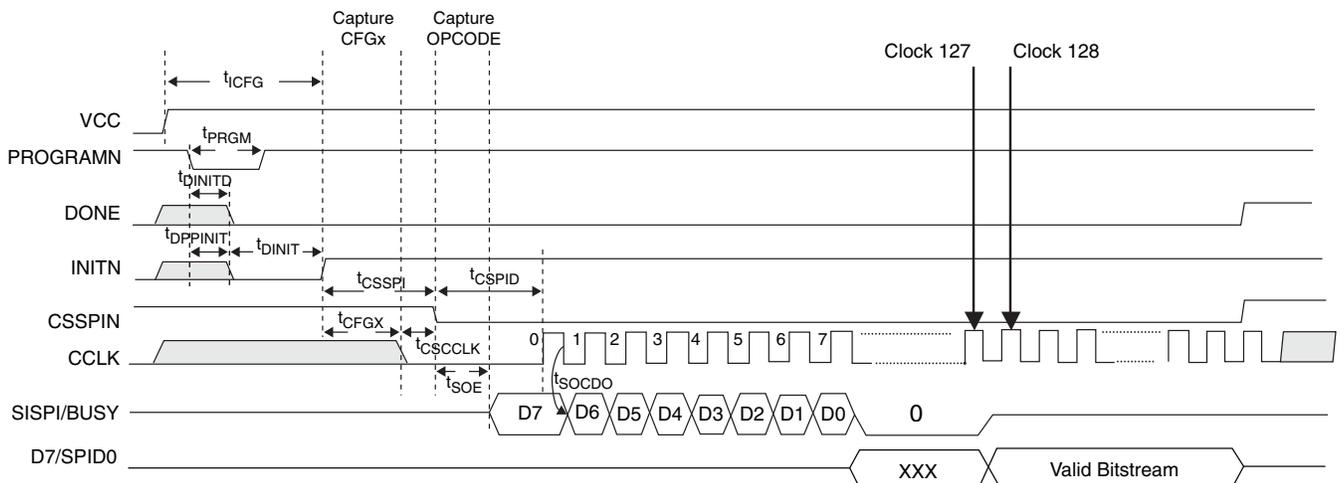 Capture
CFGx
Capture
OPCODE
Clock 127
Clock 128
tICFG
VCC
tPRGM
PROGRAMN
tDINITD
DONE
tDPPINIT
tDINIT
INITN
tCSSPI
tCSPID
CSSPIN
tCFGX
tCSCCLK
0 1 2 3 4 5 6 7
CCLK
tSOE
tSOCDO
SISPI/BUSY
D7 D6 D5 D4 D3 D2 D1 D0 0
D7/SPID0
XXX
Valid Bitstream